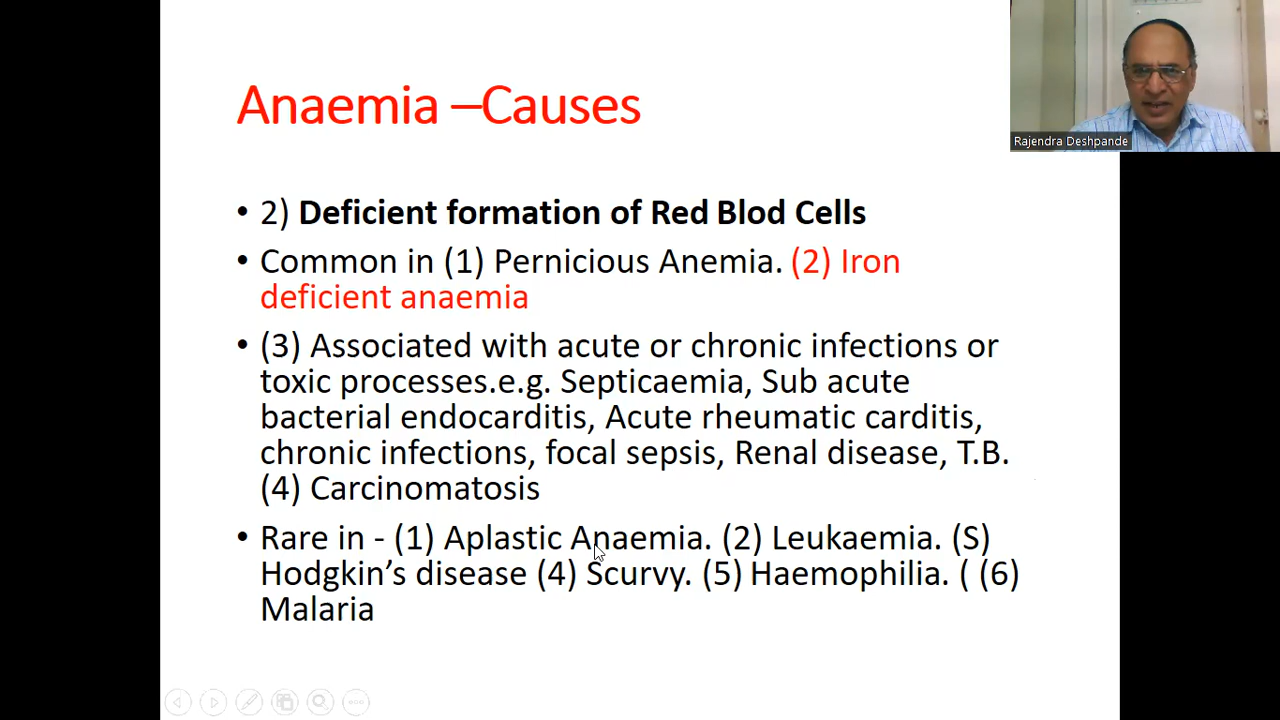 Anaemia –Causes
Rajendra Deshpande
• 2) Deficient formation of Red Blod Cells
• Common in (1) Pernicious Anemia. (2) Iron
deficient anaemia
• (3) Associated with acute or chronic infections or
toxic processes.e.g. Septicaemia, Sub acute
bacterial endocarditis, Acute rheumatic carditis,
chronic infections, focal sepsis, Renal disease, T.B.
(4) Carcinomatosis
• Rare in - (1) Aplastic Anaemia. (2) Leukaemia. (S)
Hodgkin’s disease (4) Scurvy. (5) Haemophilia. ( (6)
Malaria